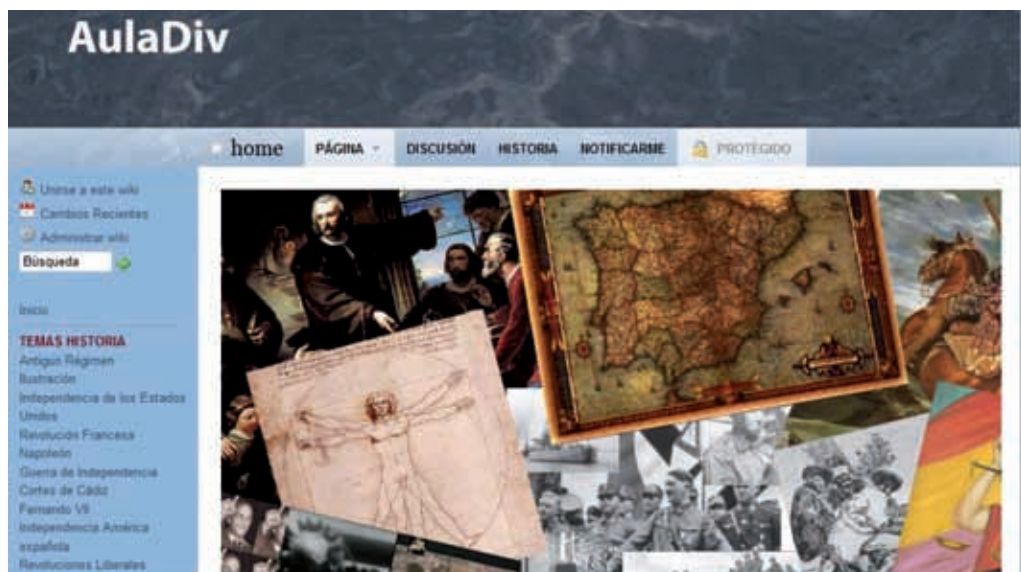 AulaDiv
home PÁGINA DISCUSIÓN HISTORIA NOTIFICARME PROTEGIDO
Unirse a este wiki
Cambios Recientes
Administrar wiki
Búsqueda
Inicio
TEMAS HISTORIA
Antiguo Régimen
Ilustración
Independencia de los Estados
Unidos
Revolución Francesa
Napoleón
Guerra de Independencia
Cortes de Cádiz
Fernando VII
Independencia América
española
Revoluciones Liberales